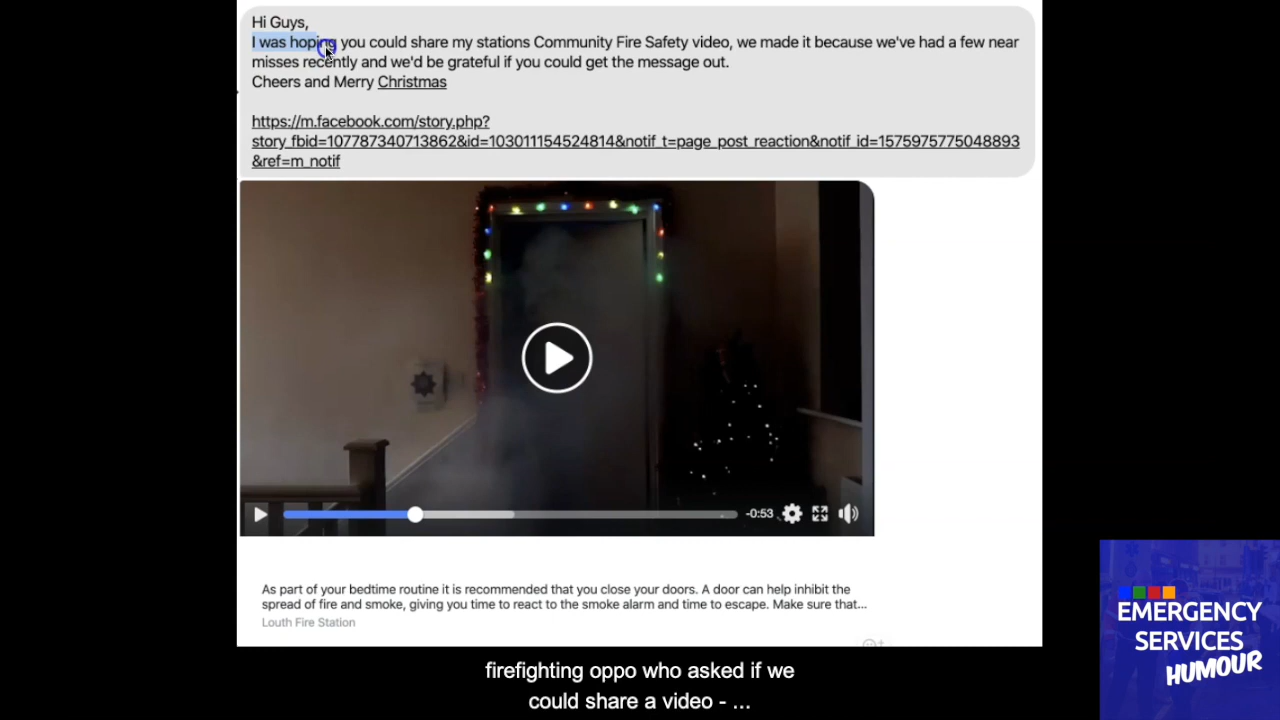 Hi Guys,
I was hoping you could share my stations Community Fire Safety video, we made it because we've had a few near
misses recently and we'd be grateful if you could get the message out.
Cheers and Merry Christmas
https://m.facebook.com/story.php?
story_fbid=107787340713862&id=103011154524814&notif_t=page_post_reaction&notif_id=1575975775048893
&ref=m_notif
-0:53
As part of your bedtime routine it is recommended that you close your doors. A door can help inhibit the
spread of fire and smoke, giving you time to react to the smoke alarm and time to escape. Make sure that...
Louth Fire Station
firefighting oppo who asked if we
could share a video - ...
EMERGENCY
SERVICES
HUMOUR